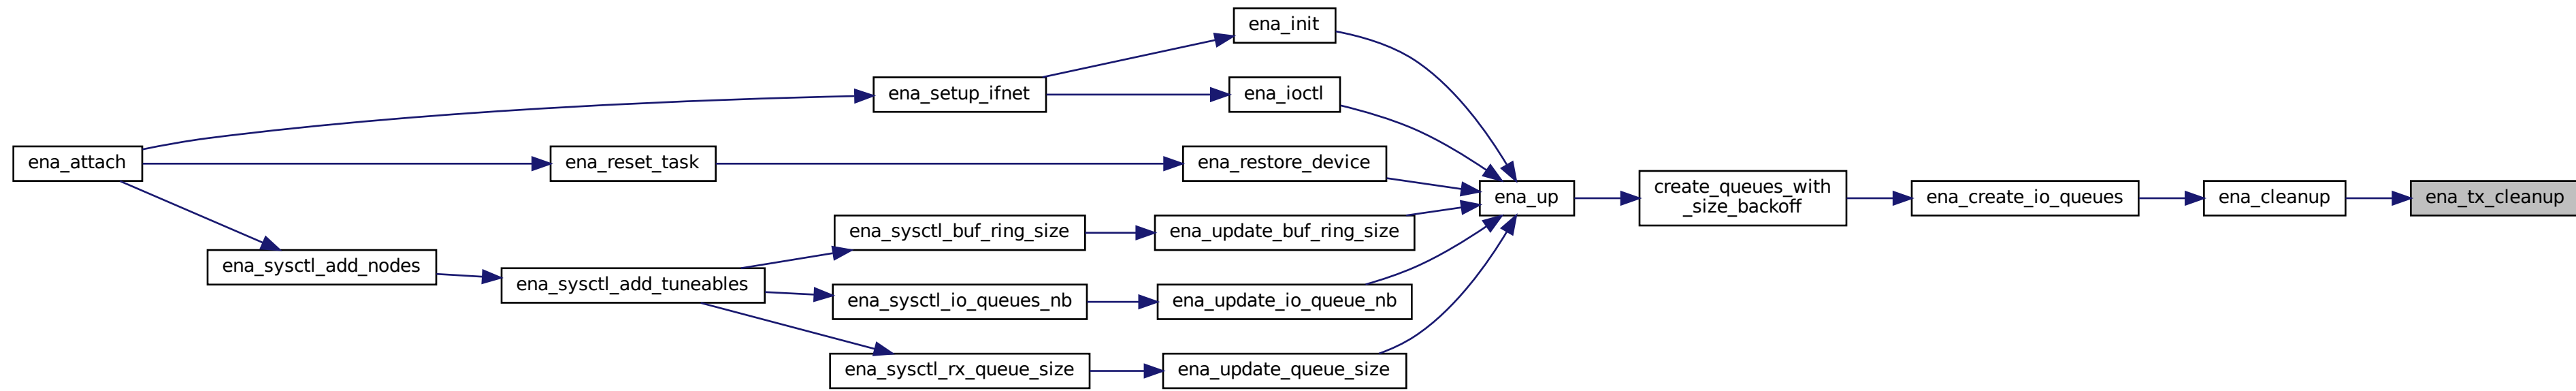 ena_init
ena_setup_ifnet
ena_ioctl
ena_attach
ena_reset_task
ena_restore_device
ena_up
create_queues_with
_size_backoff
ena_create_io_queues
ena_cleanup
ena_tx_cleanup
ena_sysctl_buf_ring_size
ena_update_buf_ring_size
ena_sysctl_add_nodes
ena_sysctl_add_tuneables
ena_sysctl_io_queues_nb
ena_update_io_queue_nb
ena_sysctl_rx_queue_size
ena_update_queue_size